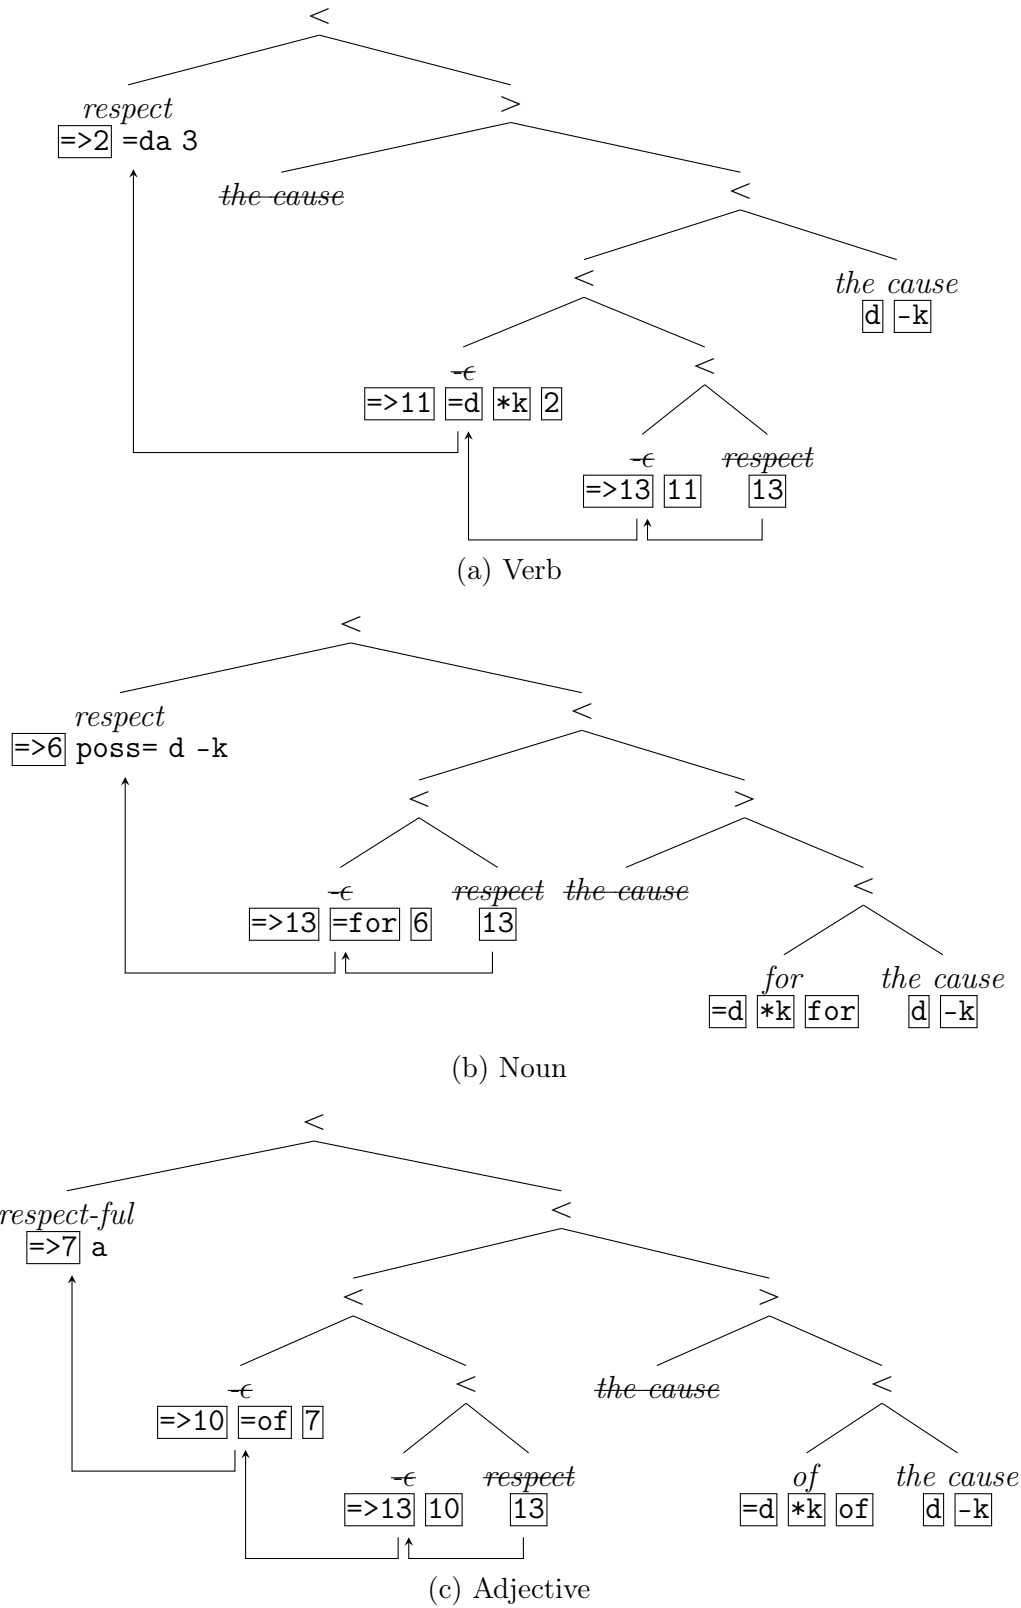 <
respect
=>2 =da 3
>
the cause
<
<
the cause
d -k
-ϵ
=>11 =d *k 2
<
-ϵ respect
=>13 11 13
(a) Verb
<
respect
=>6 poss= d -k
<
< >
-ϵ respect the cause <
=>13 =for 6 13
for the cause
=d *k for d -k
(b) Noun
<
respect-ful
=>7 a
<
< >
-ϵ < the cause <
=>10 =of 7
-ϵ respect of the cause
=>13 10 13 =d *k of d -k
(c) Adjective